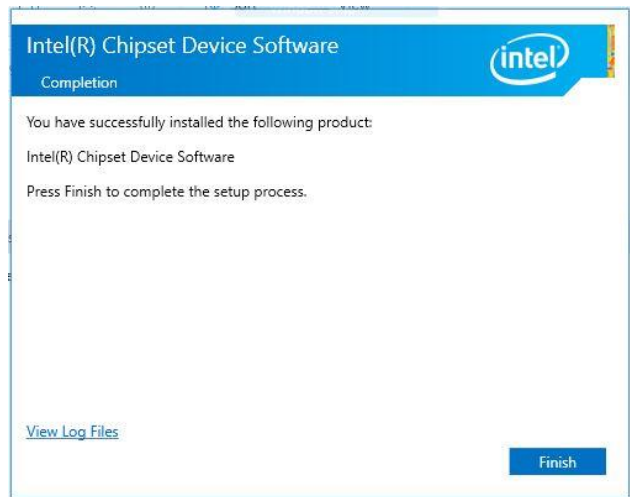 Intel(R) Chipset Device Software
intel
Completion
You have successfully installed the following product:
Intel(R) Chipset Device Software
Press Finish to complete the setup process.
View Log Files
Finish